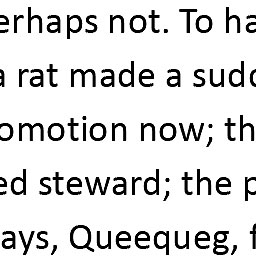 erhaps not. To ha
a rat made a sudd
omotion now; th
ed steward; the p
ays, Queequeg, f